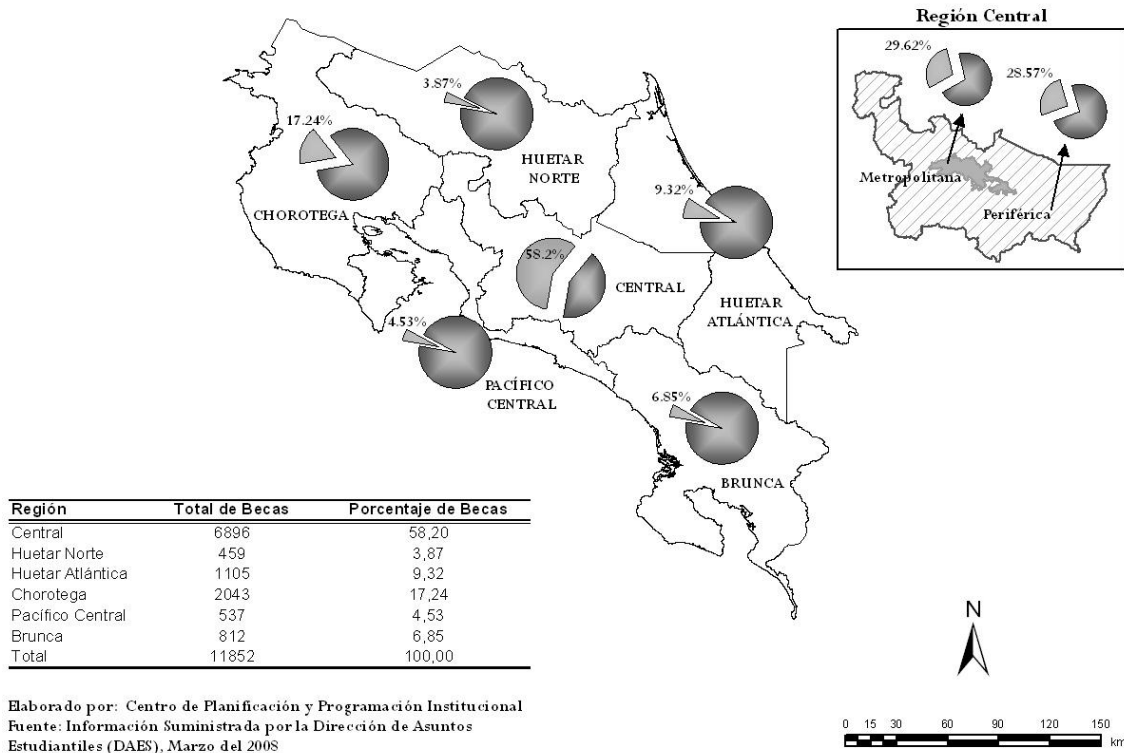 Región Central
29.62%
28.57%
Metropolitana
Periférica
3.87%
HUETAR
NORTE
17.24%
CHOROTEGA
9.32%
HUETAR
ATLÁNTICA
58.2%
CENTRAL
4.53%
PACÍFICO
CENTRAL
6.85%
BRUNCA
Región Total de Becas Porcentaje de Becas
Central 6896 58,20
Huetar Norte 459 3,87
Huetar Atlántica 1105 9,32
Chorotega 2043 17,24
Pacífico Central 537 4,53
Brunca 812 6,85
Total 11852 100,00
Elaborado por: Centro de Planificación y Programación Institucional
Fuente: Información Suministrada por la Dirección de Asuntos
Estudiantiles (DAES), Marzo del 2008
N
0 15 30 60 90 120 150
km